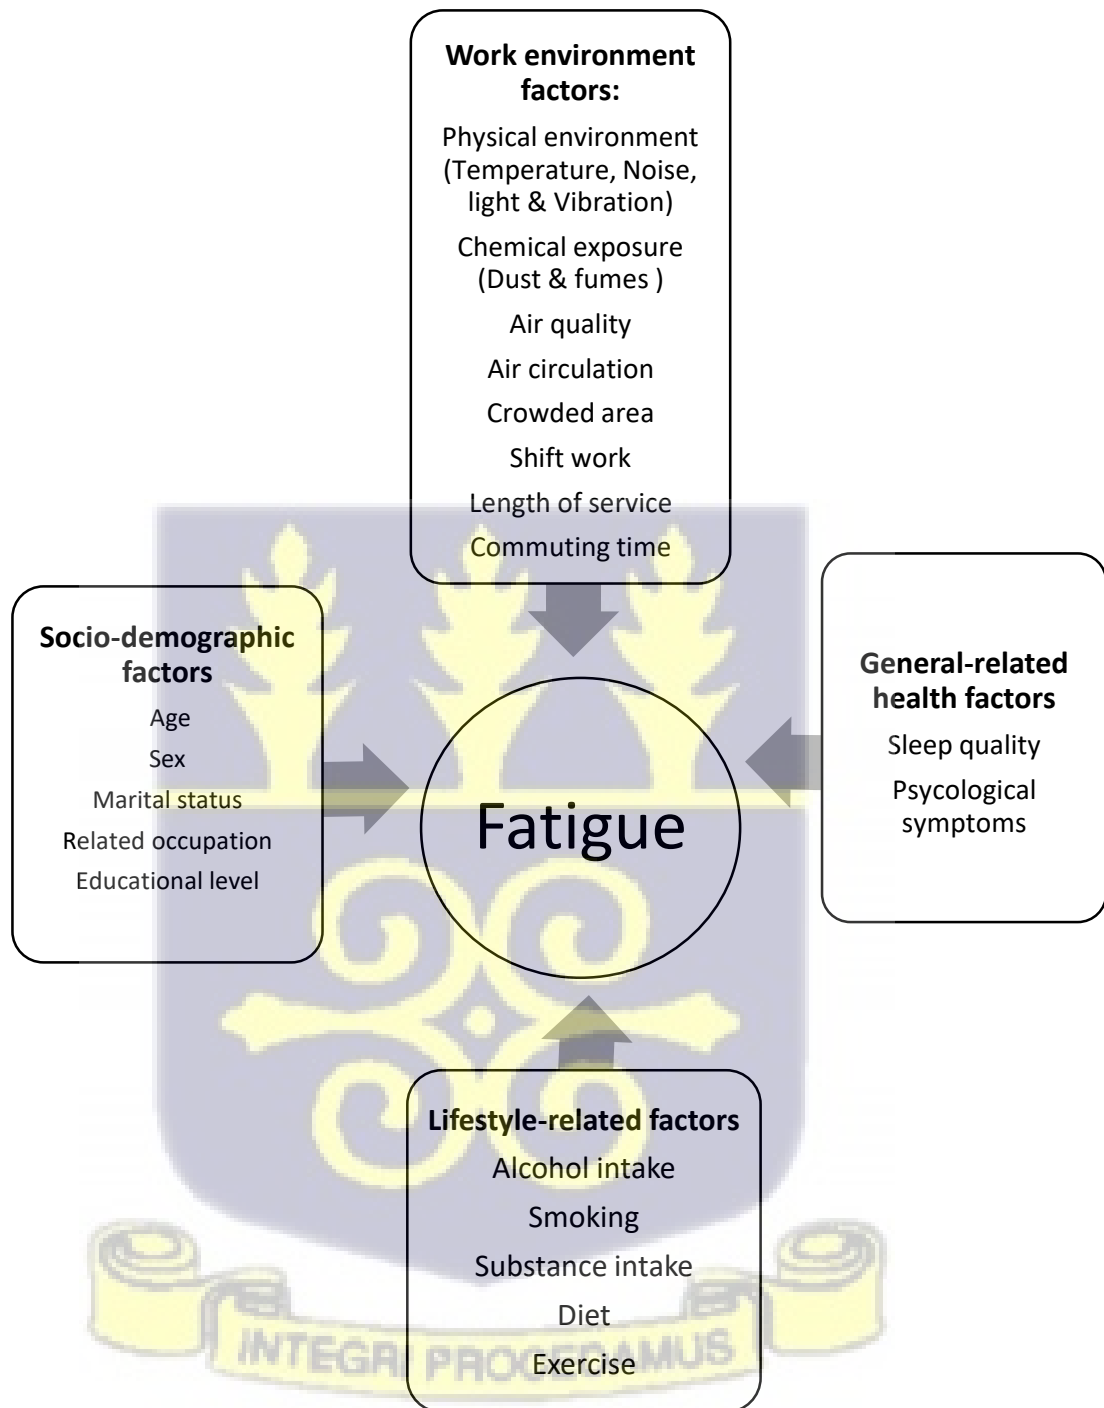 Work environment
factors:
Physical environment
(Temperature, Noise,
light & Vibration)
Chemical exposure
(Dust & fumes )
Air quality
Air circulation
Crowded area
Shift work
Length of service
Commuting time
Socio-demographic
factors
Age
Sex
Marital status
Related occupation
Educational level
Fatigue
General-related
health factors
Sleep quality
Psycological
symptoms
Lifestyle-related factors
Alcohol intake
Smoking
Substance intake
Diet
Exercise
INTEGRI PROCEDAMUS